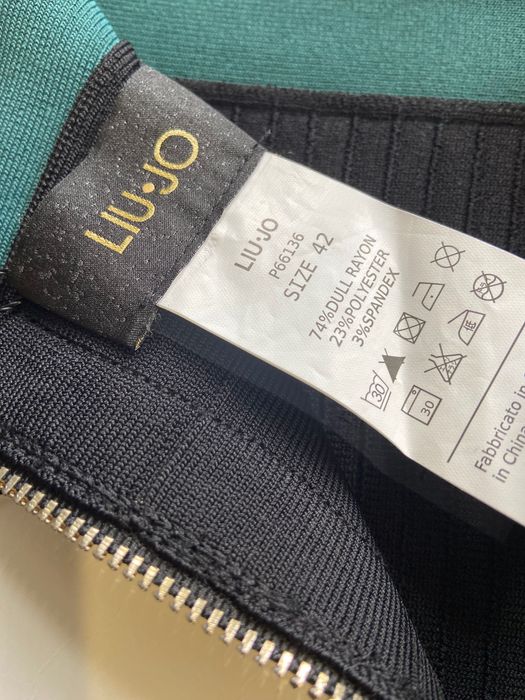 LIU·JO
LIU·JO
P66136
SIZE 42
74%DULL RAYON
23%POLYESTER
3%SPANDEX
30
30
Fabbricato in
in China